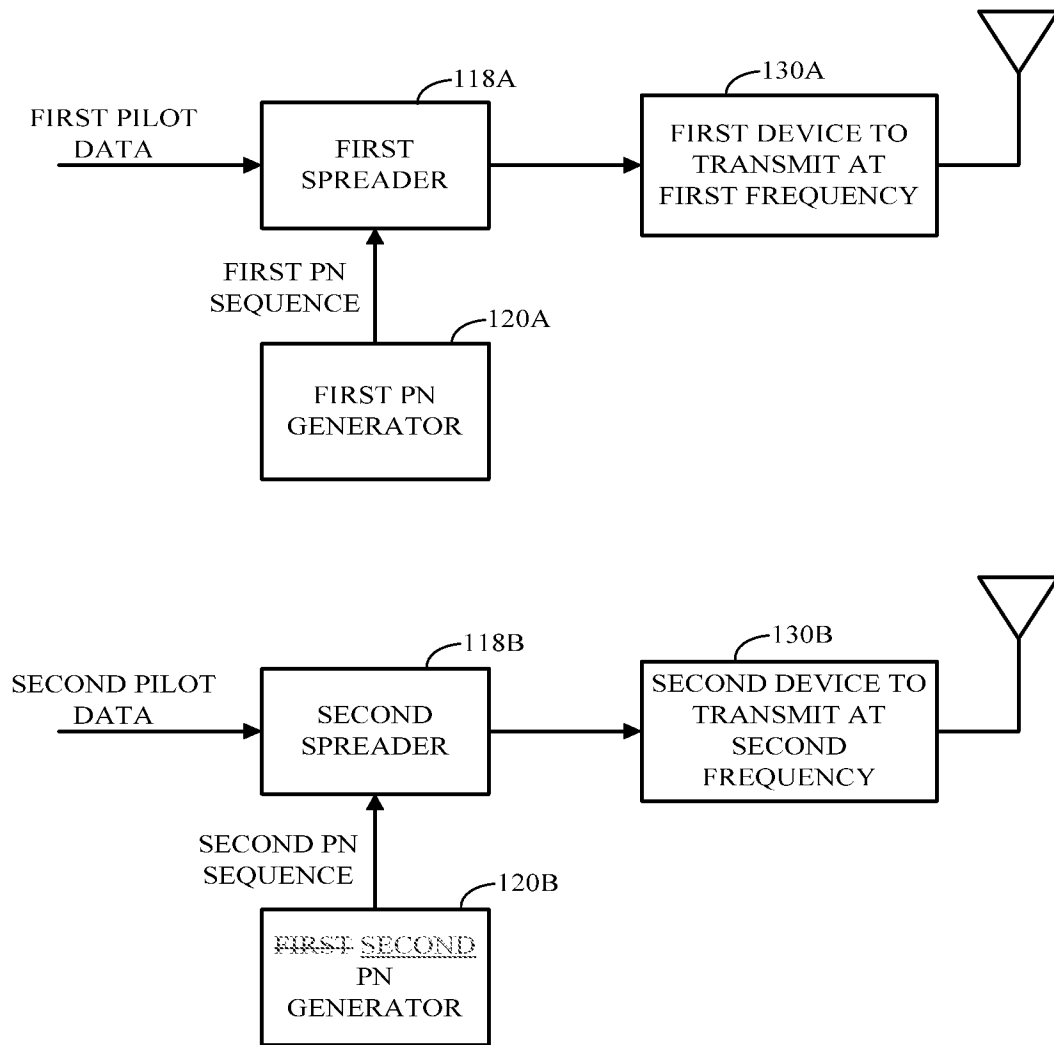 118A
130A
FIRST PILOT
DATA
FIRST
SPREADER
FIRST DEVICE TO
TRANSMIT AT
FIRST FREQUENCY
FIRST PN
SEQUENCE
120A
FIRST PN
GENERATOR
118B
130B
SECOND PILOT
DATA
SECOND
SPREADER
SECOND DEVICE TO
TRANSMIT AT
SECOND
FREQUENCY
SECOND PN
SEQUENCE
120B
FIRST SECOND
PN
GENERATOR